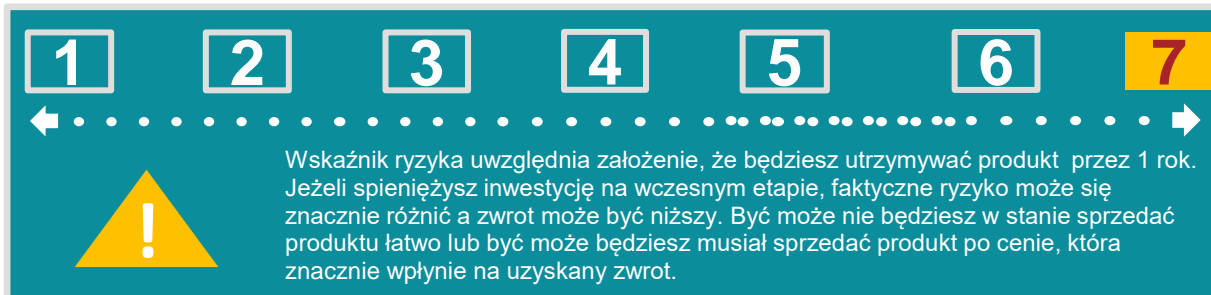 1 2 3 4 5 6 7
Wskaźnik ryzyka uwzględnia założenie, że będziesz utrzymywać produkt przez 1 rok.
Jeżeli spieniężysz inwestycję na wczesnym etapie, faktyczne ryzyko może się
znacznie różnić a zwrot może być niższy. Być może nie będziesz w stanie sprzedać
produktu łatwo lub być może będziesz musiał sprzedać produkt po cenie, która
znacznie wpłynie na uzyskany zwrot.
!